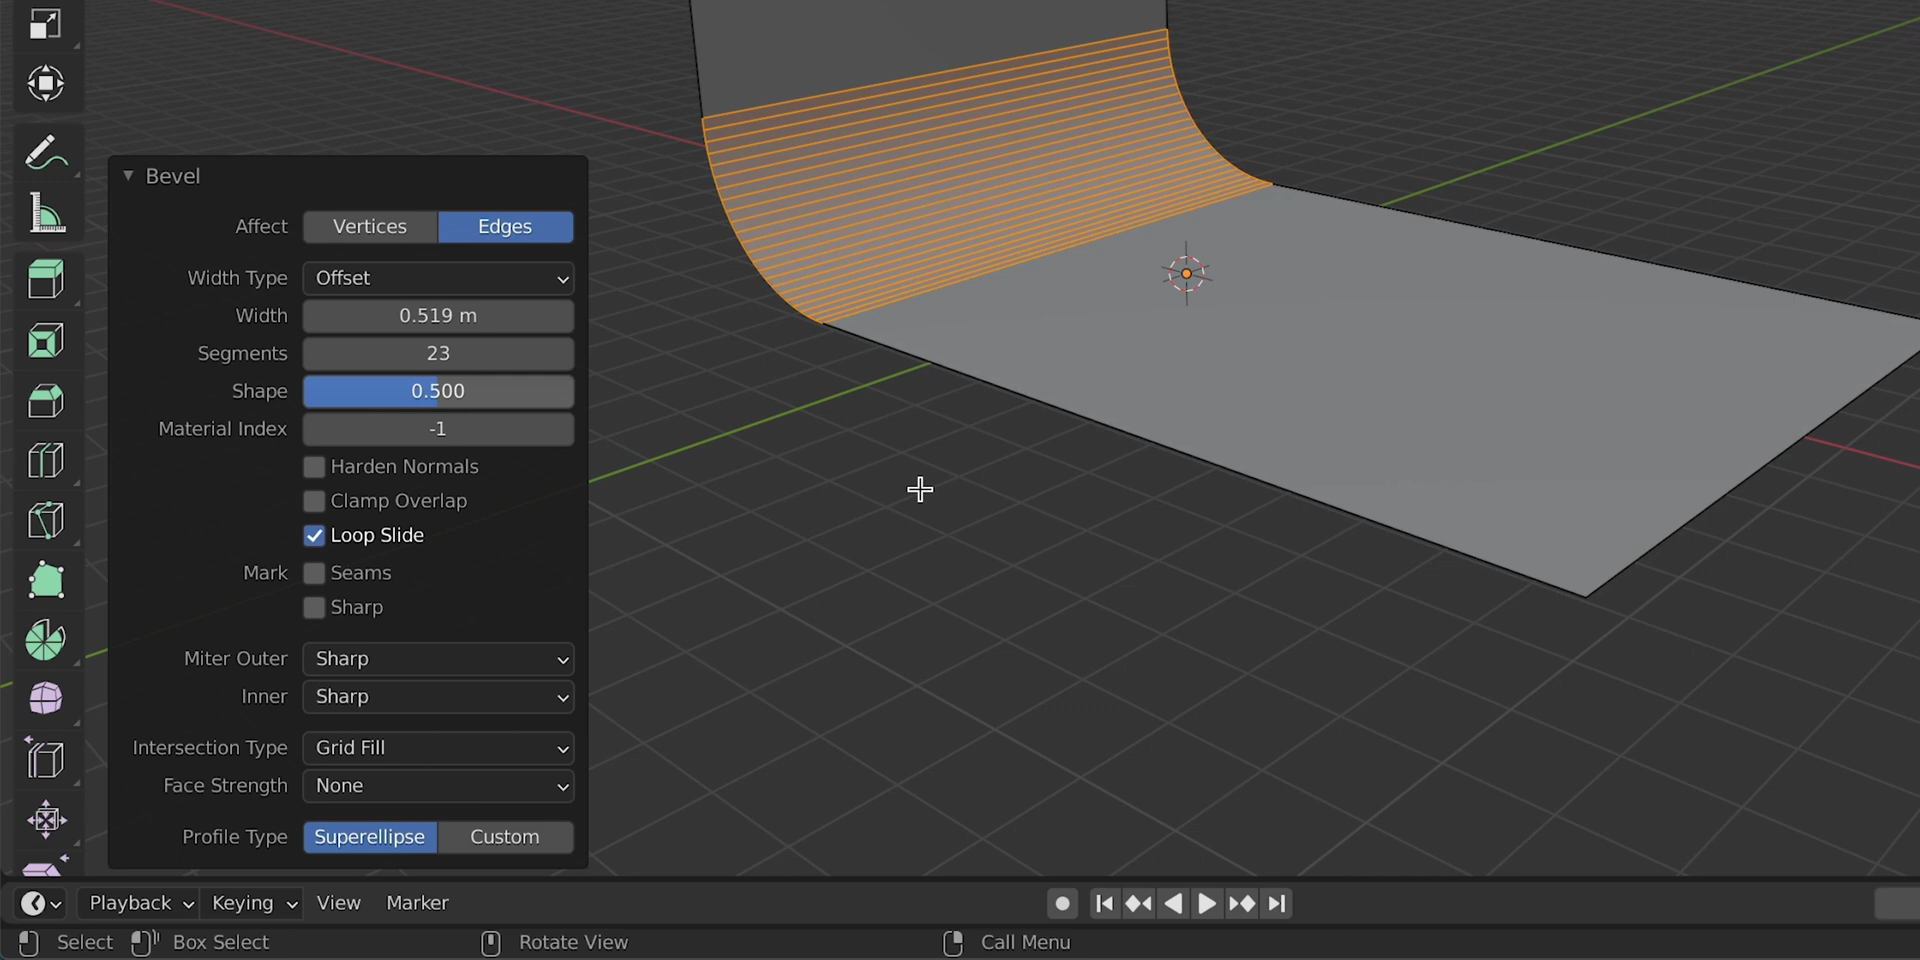 Bevel
Affect Vertices Edges
Width Type Offset
Width 0.519 m
Segments 23
Shape 0.500
Material Index -1
Harden Normals
Clamp Overlap
Loop Slide
Mark Seams
Sharp
Miter Outer Sharp
Inner Sharp
Intersection Type Grid Fill
Face Strength None
Profile Type Superellipse Custom
Playback Keying View Marker
Select Box Select Rotate View Call Menu